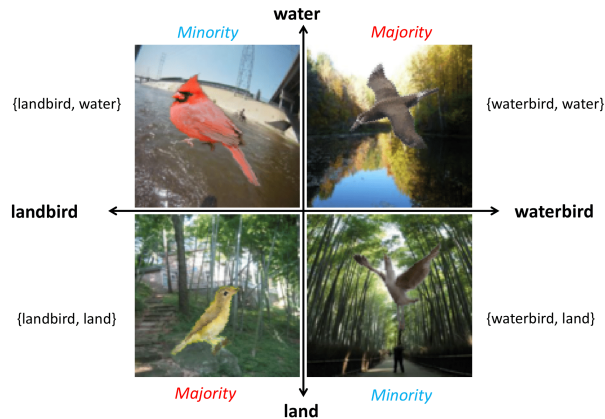 water
Minority
Majority
{landbird, water}
{waterbird, water}
landbird
waterbird
{landbird, land}
{waterbird, land}
Majority
Minority
land